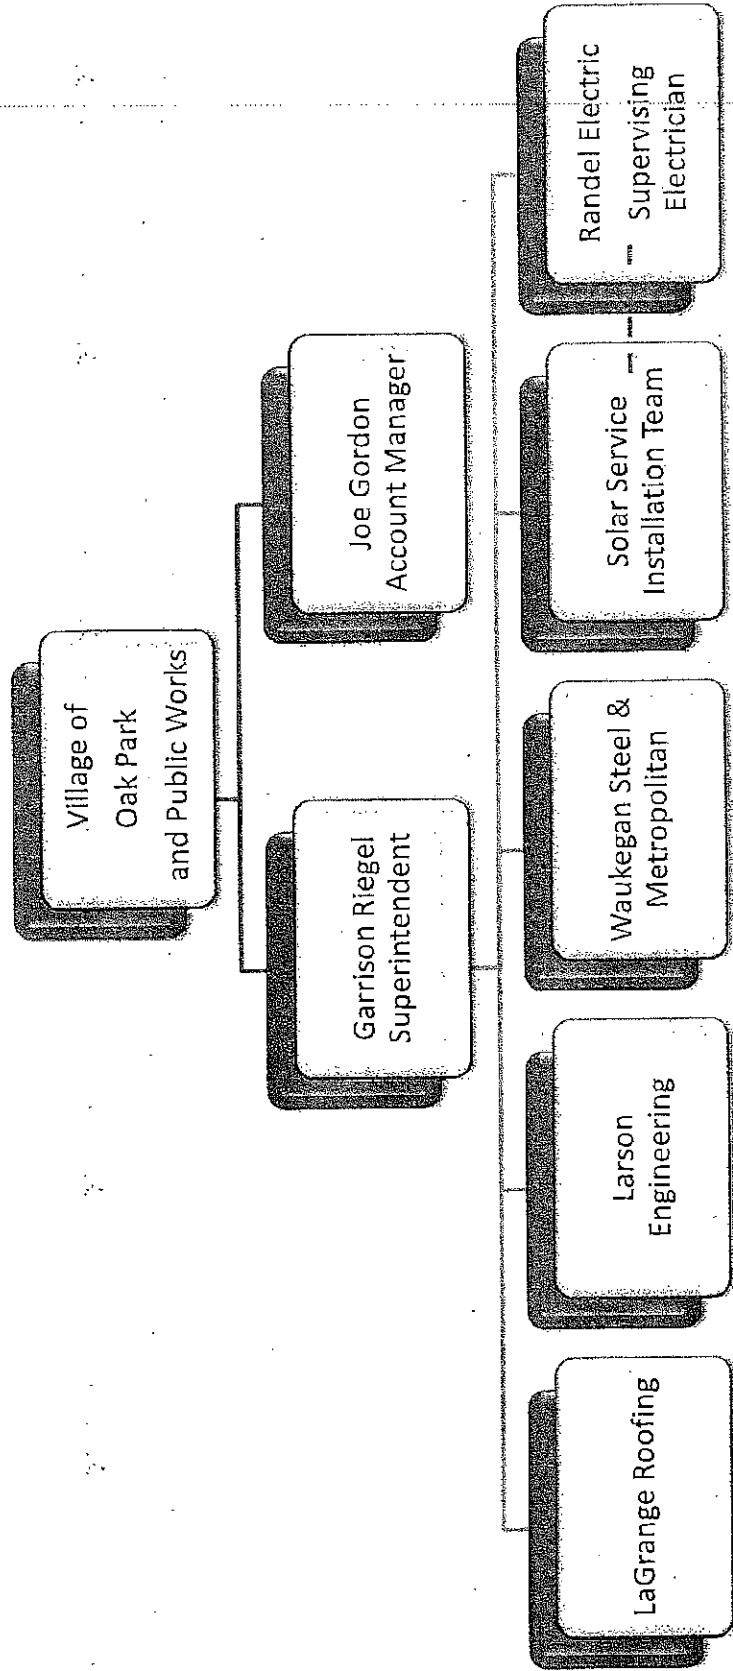 Village of
Oak Park
and Public Works
Garrison Riegel
Superintendent
Joe Gordon
Account Manager
LaGrange Roofing
Larson
Engineering
Waukegan Steel &
Metropolitan
Solar Service
Installation Team
Randel Electric
Supervising
Electrician